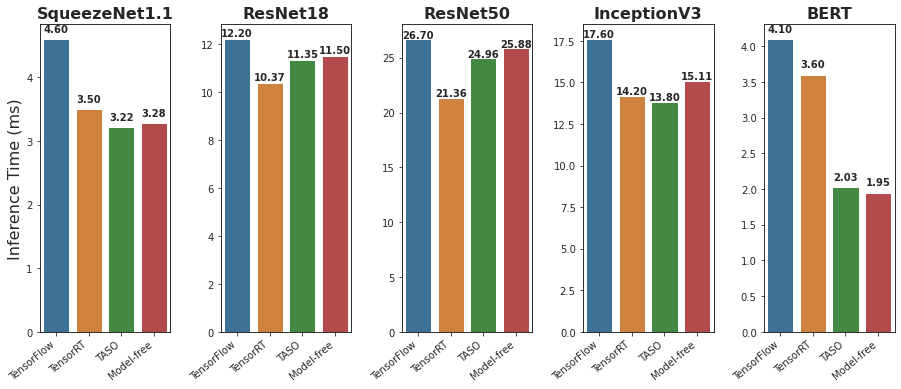 SqueezeNet1.1
Inference Time (ms)
4
3
2
1
0
4.60
3.50
3.22
3.28
TensorFlow
TensorRT
TASO
Model-free
ResNet18
12
10
8
6
4
2
0
12.20
10.37
11.35
11.50
TensorFlow
TensorRT
TASO
Model-free
ResNet50
25
20
15
10
5
0
26.70
21.36
24.96
25.88
TensorFlow
TensorRT
TASO
Model-free
InceptionV3
17.5
15.0
12.5
10.0
7.5
5.0
2.5
0.0
17.60
14.20
13.80
15.11
TensorFlow
TensorRT
TASO
Model-free
BERT
4.0
3.5
3.0
2.5
2.0
1.5
1.0
0.5
0.0
4.10
3.60
2.03
1.95
TensorFlow
TensorRT
TASO
Model-free